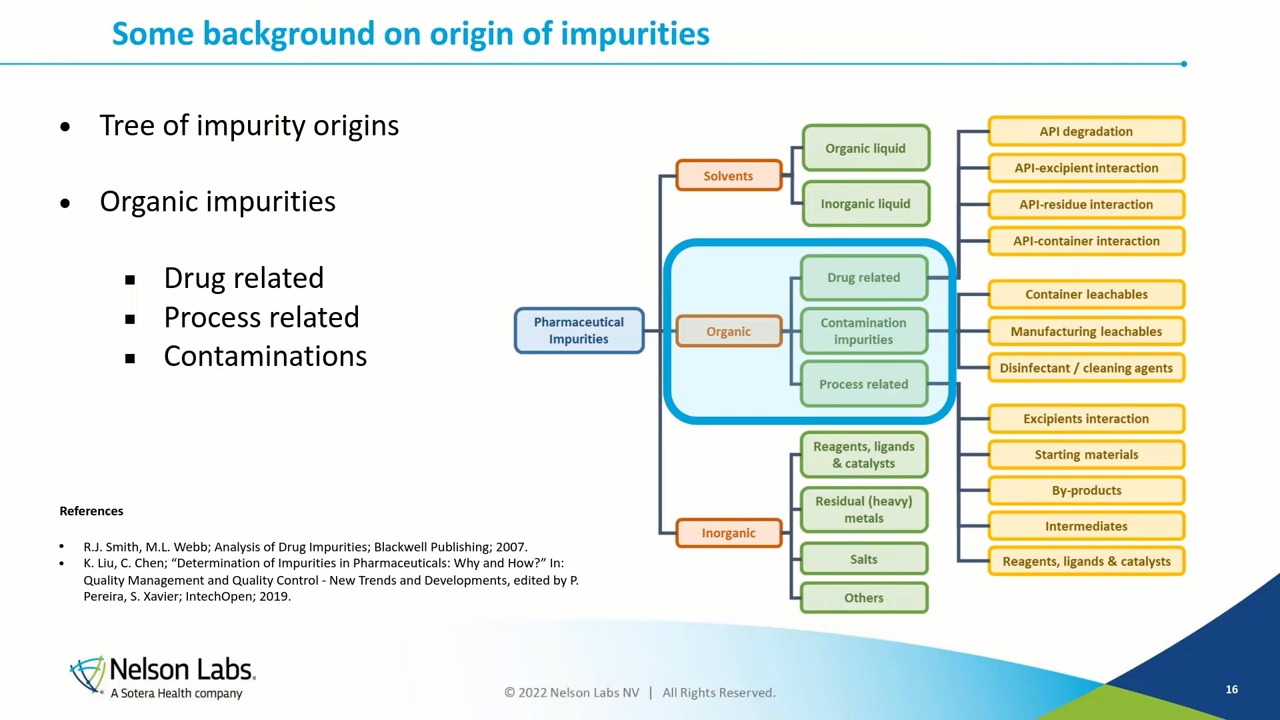 Some background on origin of impurities
• Tree of impurity origins
• Organic impurities
▪ Drug related
▪ Process related
▪ Contaminations
Pharmaceutical
Impurities
Solvents
Organic liquid
Inorganic liquid
Organic
Drug related
Contamination
impurities
Process related
Inorganic
Reagents, ligands
& catalysts
Residual (heavy)
metals
Salts
Others
API degradation
API-excipient interaction
API-residue interaction
API-container interaction
Container leachables
Manufacturing leachables
Disinfectant / cleaning agents
Excipients interaction
Starting materials
By-products
Intermediates
Reagents, ligands & catalysts
References
• R.J. Smith, M.L. Webb; Analysis of Drug Impurities; Blackwell Publishing; 2007.
• K. Liu, C. Chen; “Determination of Impurities in Pharmaceuticals: Why and How?” In:
Quality Management and Quality Control - New Trends and Developments, edited by P.
Pereira, S. Xavier; IntechOpen; 2019.
Nelson Labs.
A Sotera Health company
© 2022 Nelson Labs NV | All Rights Reserved.
16